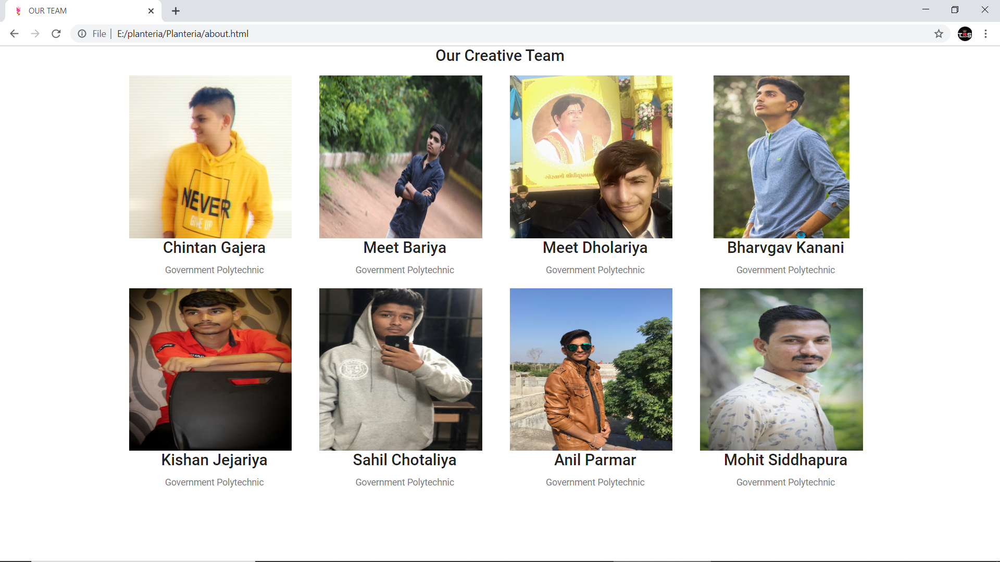 OUR TEAM
File | E:/planteria/Planteria/about.html
TRS
Our Creative Team
NEVER
GIVE UP
Chintan Gajera Meet Bariya Meet Dholariya Bharvgav Kanani
Government Polytechnic Government Polytechnic Government Polytechnic Government Polytechnic
Kishan Jejariya Sahil Chotaliya Anil Parmar Mohit Siddhapura
Government Polytechnic Government Polytechnic Government Polytechnic Government Polytechnic